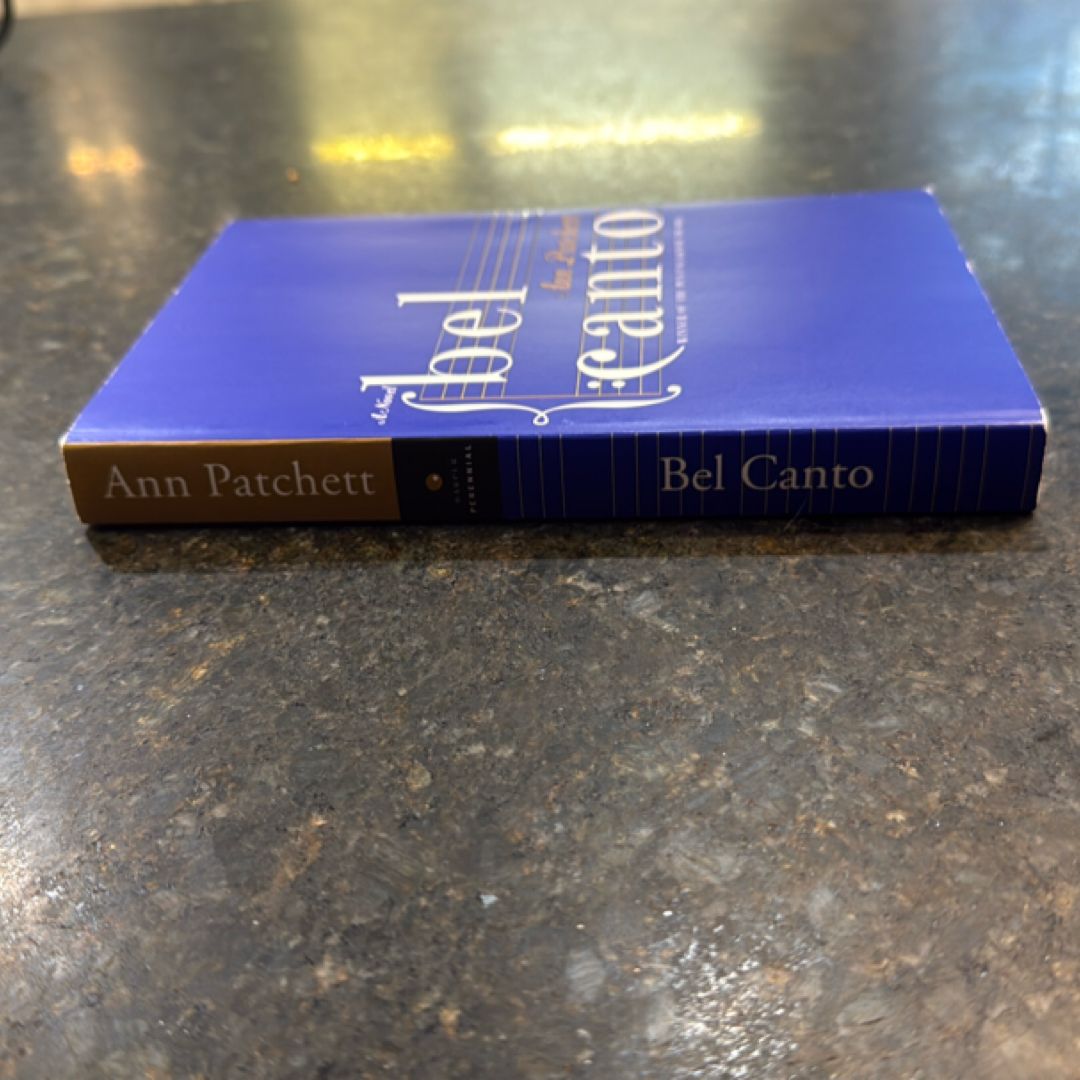 Ann Patchett
HARPER
PERENNIAL
Bel Canto
A Novel
bel
Ann Patchett
Canto